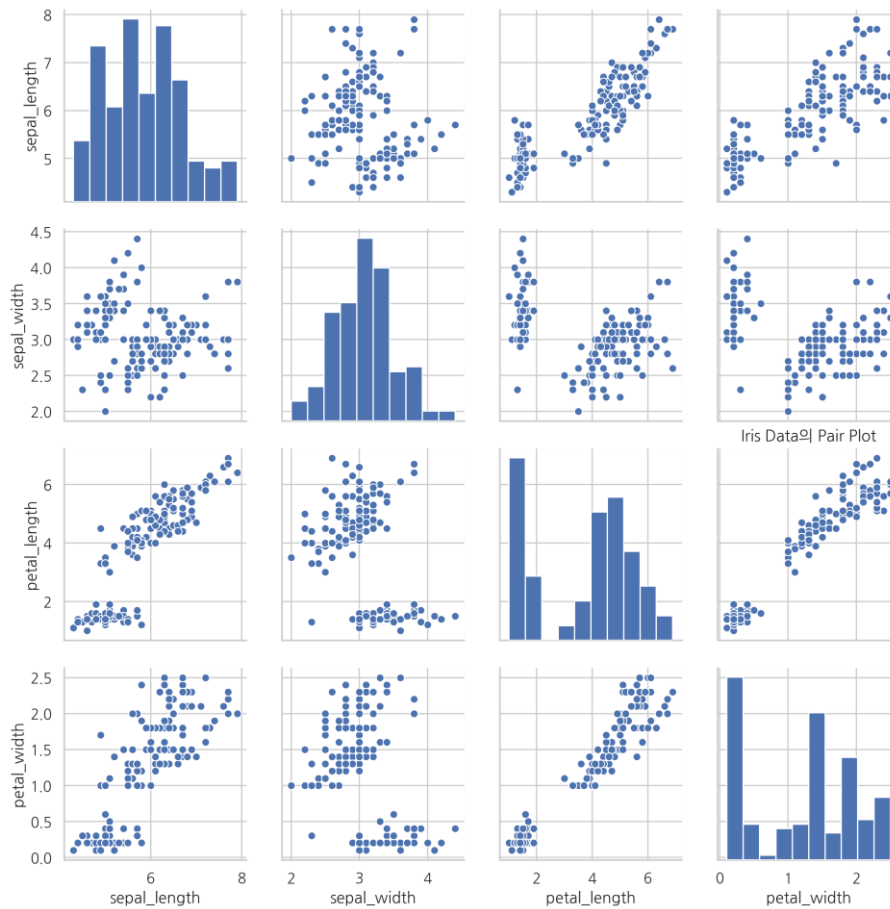 sepal_length
8
7
6
5
sepal_width
4.5
4.0
3.5
3.0
2.5
2.0
Iris Data의 Pair Plot
petal_length
6
4
2
petal_width
2.5
2.0
1.5
1.0
0.5
0.0
6 8 2 3 4 2 4 6 0 1 2
sepal_length sepal_width petal_length petal_width